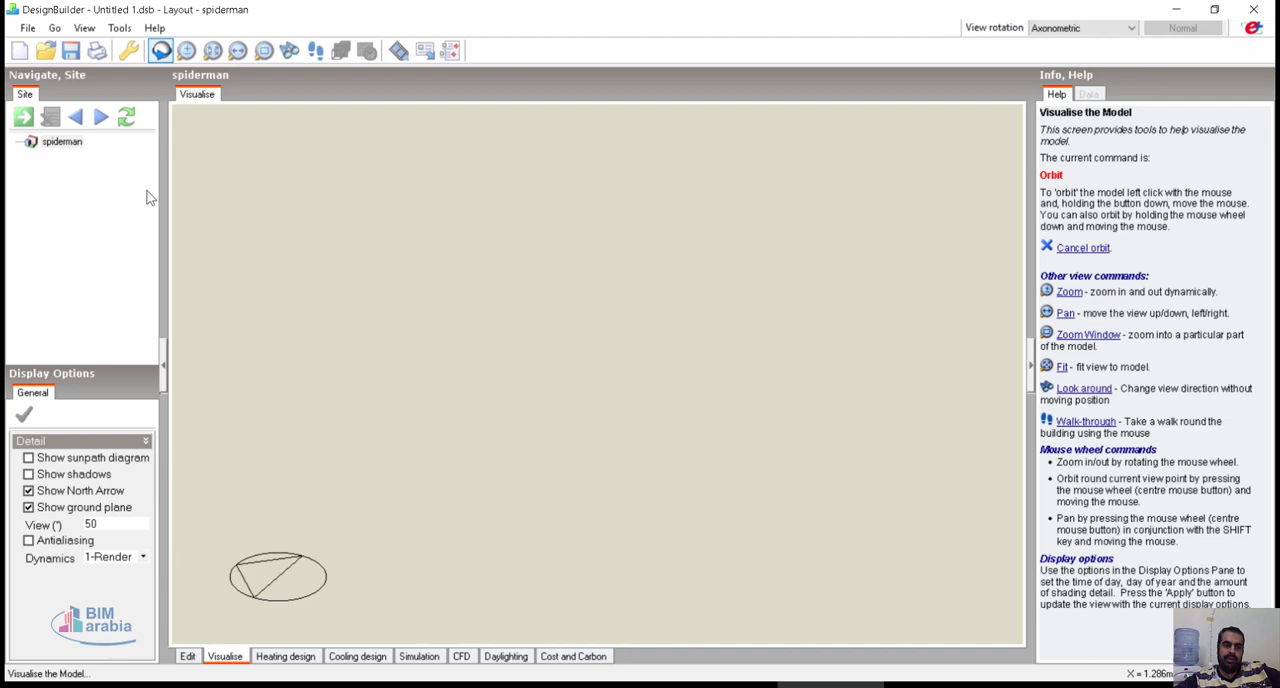 DesignBuilder - Untitled 1.dsb - Layout - spiderman
File Go View Tools Help
View rotation Axonometric Normal
Navigate, Site
Site
spiderman
spiderman
Visualise
Info, Help
Help Data
Visualise the Model
This screen provides tools to help visualise the
model.
The current command is:
Orbit
To 'orbit' the model left click with the mouse
and, holding the button down, move the mouse.
You can also orbit by holding the mouse wheel
down and moving the mouse.
Cancel orbit.
Other view commands:
Zoom - zoom in and out dynamically.
Pan - move the view up/down, left/right.
Zoom Window - zoom into a particular part
of the model.
Fit - fit view to model.
Look around - Change view direction without
moving position
Walk-through - Take a walk round the
building using the mouse
Mouse wheel commands
• Zoom in/out by rotating the mouse wheel.
• Orbit round current view point by pressing
the mouse wheel (centre mouse button) and
moving the mouse.
• Pan by pressing the mouse wheel (centre
mouse button) in conjunction with the SHIFT
key and moving the mouse.
Display options
Use the options in the Display Options Pane to
set the time of day, day of year and the amount
of shading detail. Press the 'Apply' button to
update the view with the current display options.
Display Options
General
Detail
Show sunpath diagram
Show shadows
Show North Arrow
Show ground plane
View (°) 50
Antialiasing
Dynamics 1-Render
BIM
arabia
Edit Visualise Heating design Cooling design Simulation CFD Daylighting Cost and Carbon
Visualise the Model...
X = 1.286m